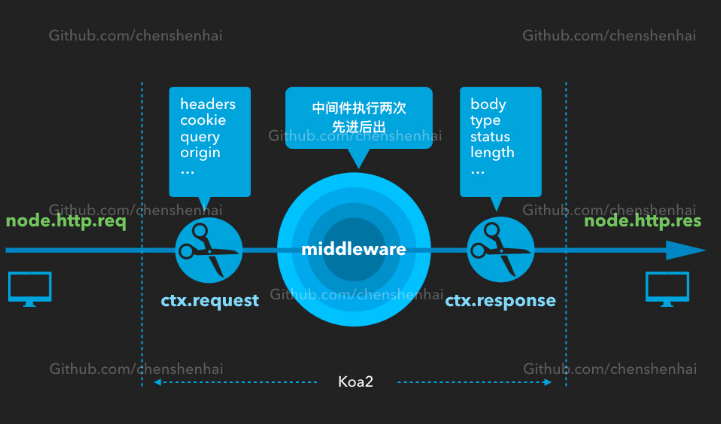 Github.com/chenshenhai
Github.com/chenshenhai
headers
cookie
query
origin
...
中间件执行两次
先进后出
Github.com/chenshenhai
body
type
status
length
...
Github.com/chenshenhai
Github.com/chenshenhai
node.http.req
node.http.res
middleware
Github.com/chenshenhai
ctx.request
ctx.response
Github.com/chenshenhai
Github.com/chenshenhai
Koa2